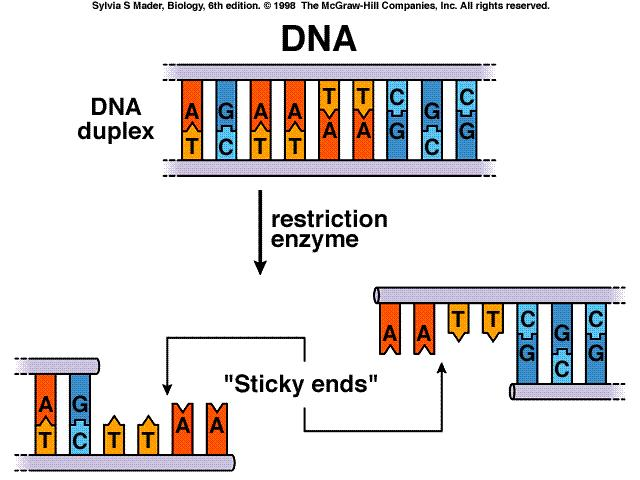 Sylvia S Mader, Biology, 6th edition. © 1998 The McGraw-Hill Companies, Inc. All rights reserved.
DNA
DNA
duplex
A G A A T T C G C
T C T T A A G C G
restriction
enzyme
A A T T C G C
G C G
"Sticky ends"
A G
T C T T A A